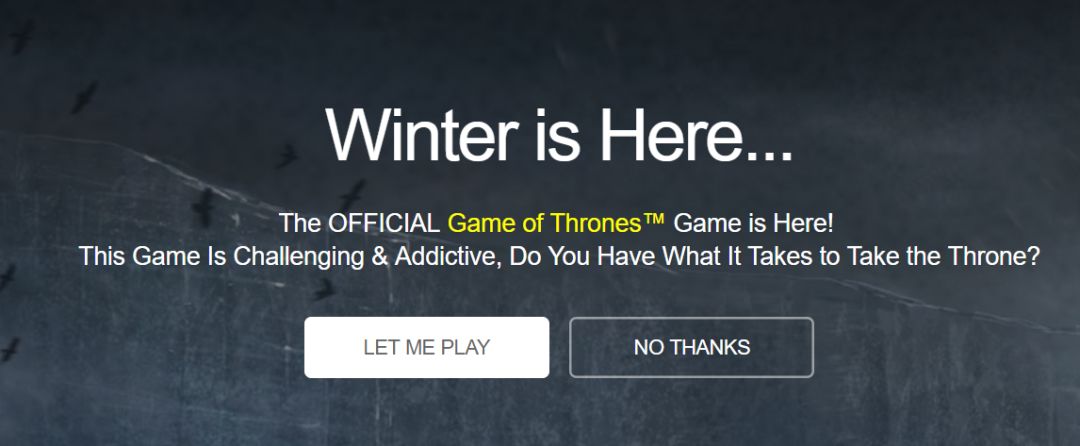 Winter is Here...
The OFFICIAL Game of Thrones™ Game is Here!
This Game Is Challenging & Addictive, Do You Have What It Takes to Take the Throne?
LET ME PLAY
NO THANKS